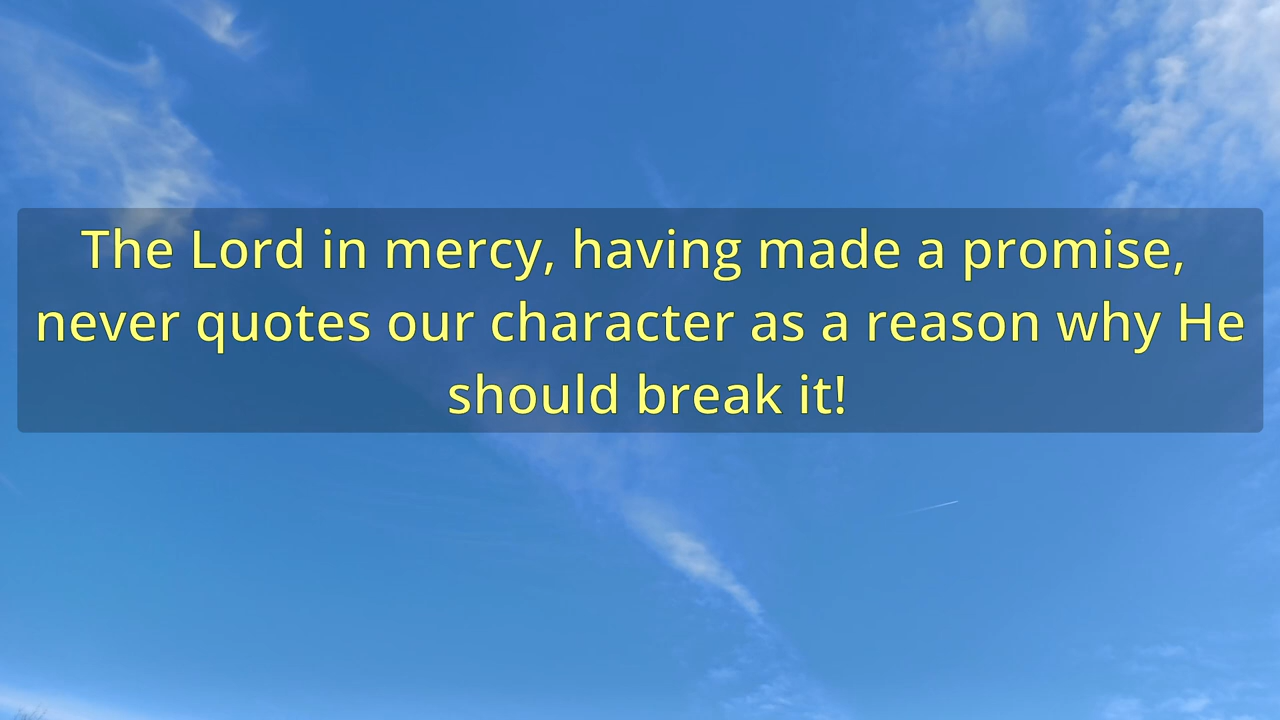 The Lord in mercy, having made a promise,
never quotes our character as a reason why He
should break it!